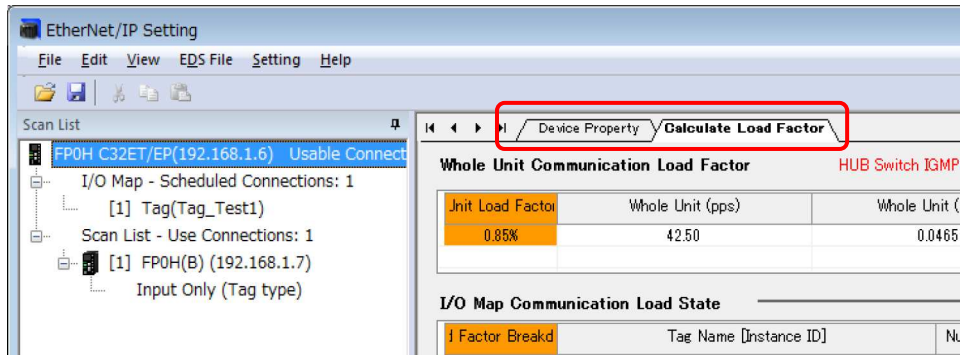 EtherNet/IP Setting
File Edit View EDS File Setting Help
Scan List
Device Property Calculate Load Factor
FP0H C32ET/EP(192.168.1.6) Usable Connect
Whole Unit Communication Load Factor HUB Switch IGMP
I/O Map - Scheduled Connections: 1
[1] Tag(Tag_Test1)
Unit Load Factor Whole Unit (pps) Whole Unit (
Scan List - Use Connections: 1
0.85% 42.50 0.0465
[1] FP0H(B) (192.168.1.7)
Input Only (Tag type)
I/O Map Communication Load State
Factor Breakd Tag Name [Instance ID] Nu